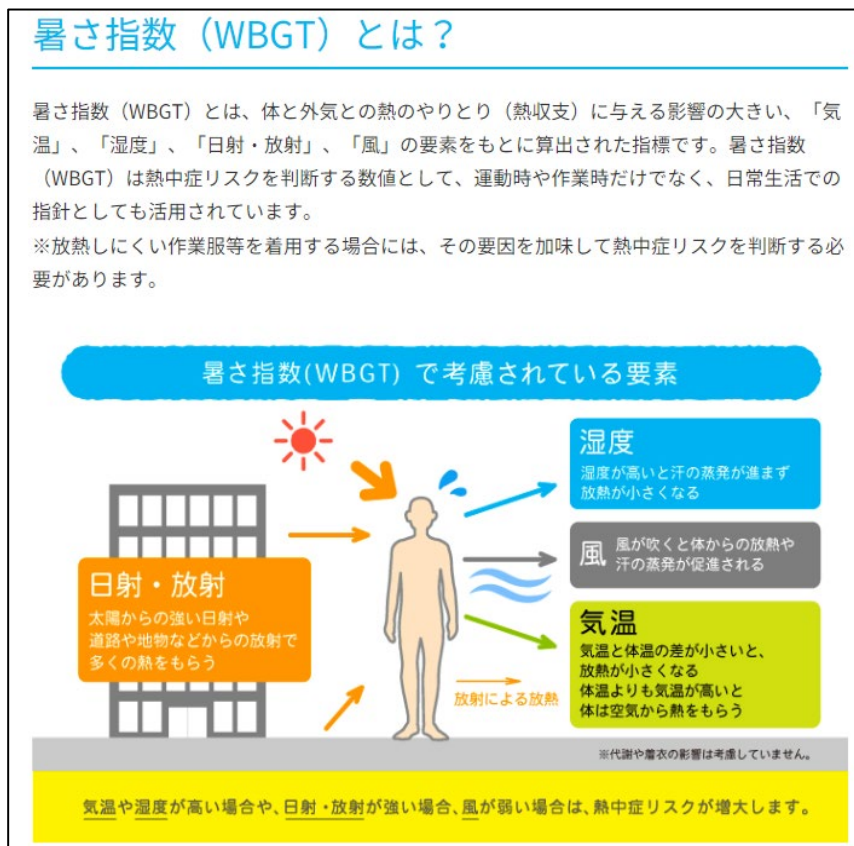 暑さ指数（WBGT）とは？
暑さ指数（WBGT）とは、体と外気との熱のやりとり（熱収支）に与える影響の大きい、「気
温」、「湿度」、「日射・放射」、「風」の要素をもとに算出された指標です。暑さ指数
（WBGT）は熱中症リスクを判断する数値として、運動時や作業時だけでなく、日常生活での
指針としても活用されています。
※放熱しにくい作業服等を着用する場合には、その要因を加味して熱中症リスクを判断する必
要があります。
暑さ指数(WBGT) で考慮されている要素
日射・放射
太陽からの強い日射や
道路や地物などからの放射で
多くの熱をもらう
湿度
湿度が高いと汗の蒸発が進まず
放熱が小さくなる
風
風が吹くと体からの放熱や
汗の蒸発が促進される
気温
気温と体温の差が小さいと、
放熱が小さくなる
体温よりも気温が高いと
体は空気から熱をもらう
放射による放熱
※代謝や着衣の影響は考慮していません。
気温や湿度が高い場合や、日射・放射が強い場合、風が弱い場合は、熱中症リスクが増大します。